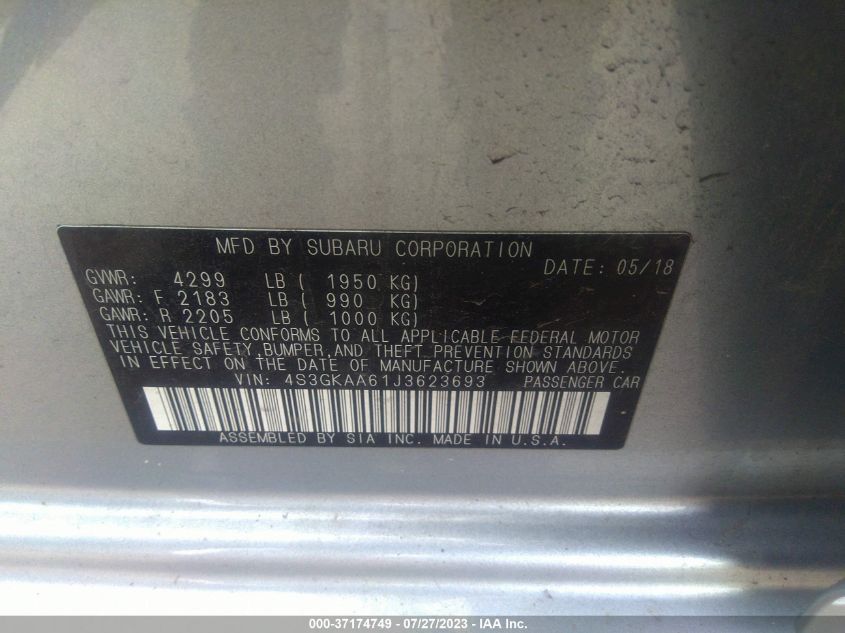 MFD BY SUBARU CORPORATION
DATE: 05/18
GVWR: 4299 LB ( 1950 KG)
GAWR: F 2183 LB ( 990 KG)
GAWR: R 2205 LB ( 1000 KG)
THIS VEHICLE CONFORMS TO ALL APPLICABLE FEDERAL MOTOR
VEHICLE SAFETY, BUMPER, AND THEFT PREVENTION STANDARDS
IN EFFECT ON THE DATE OF MANUFACTURE SHOWN ABOVE.
VIN: 4S3GKAA61J3623693 PASSENGER CAR
ASSEMBLED BY SIA INC. MADE IN U.S.A.
000-37174749 - 07/27/2023 - IAA Inc.